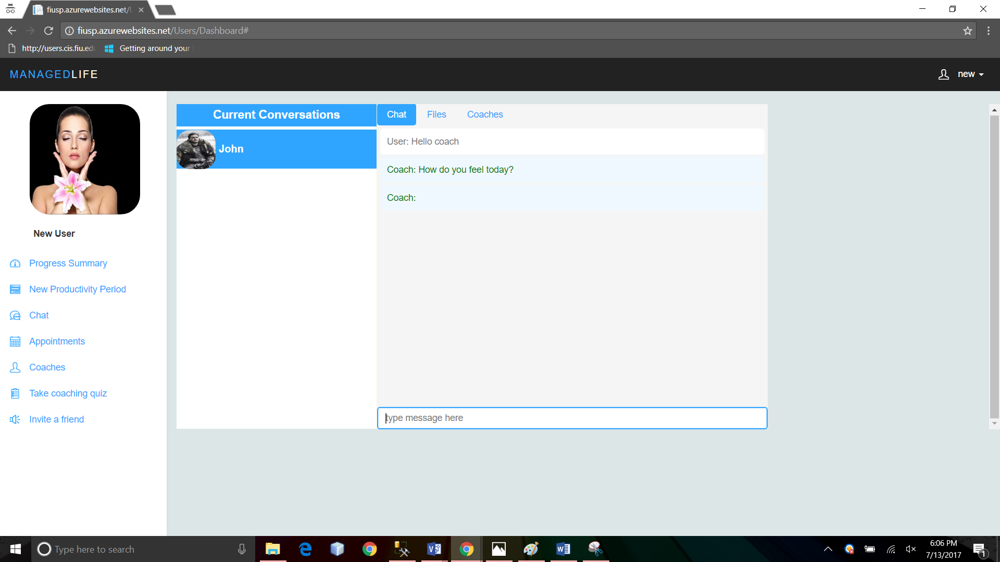 fiusp.azurewebsites.net/U
fiusp.azurewebsites.net/Users/Dashboard#
http://users.cis.fiu.edu
Getting around your
MANAGEDLIFE
new
New User
Progress Summary
New Productivity Period
Chat
Appointments
Coaches
Take coaching quiz
Invite a friend
Current Conversations
John
Chat Files Coaches
User: Hello coach
Coach: How do you feel today?
Coach:
type message here
Type here to search
6:06 PM
7/13/2017
1